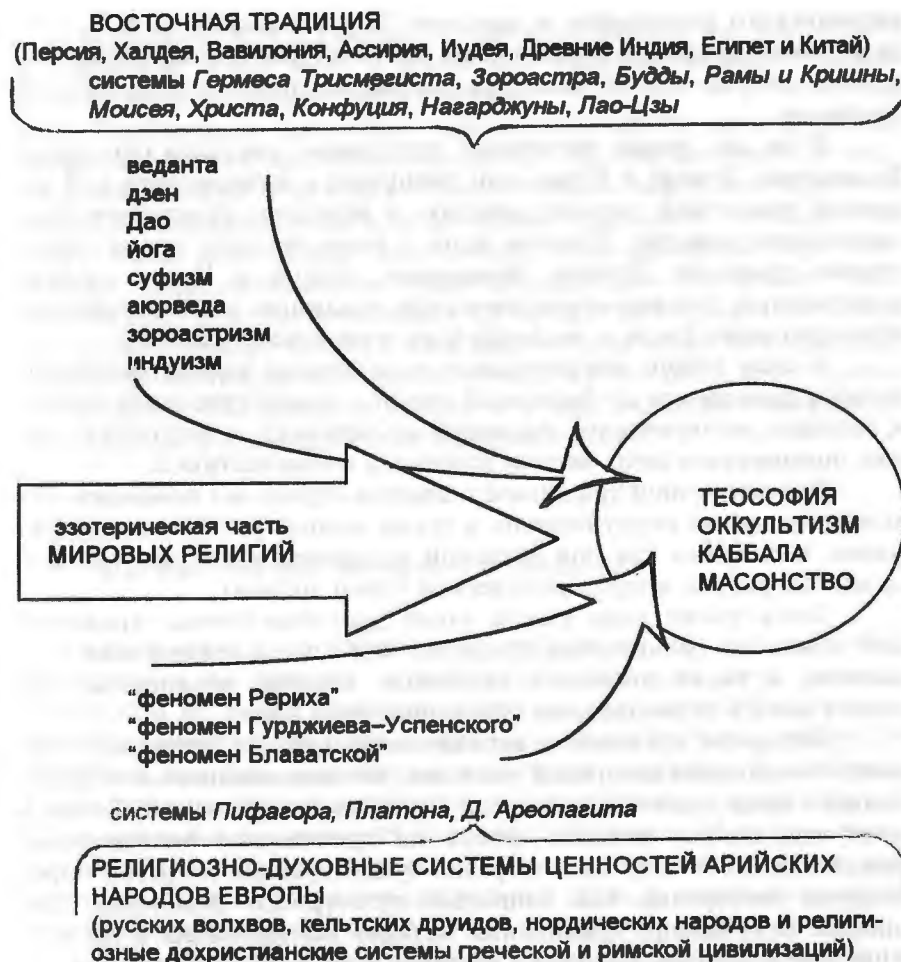 ВОСТОЧНАЯ ТРАДИЦИЯ
(Персия, Халдея, Вавилония, Ассирия, Иудея, Древние Индия, Египет и Китай)
системы Гермеса Трисмегиста, Зороастра, Будды, Рамы и Кришны,
Моисея, Христа, Конфуция, Нагарджуны, Лао-Цзы
веданта
дзен
Дао
йога
суфизм
аюрведа
зороастризм
индуизм
эзотерическая часть
МИРОВЫХ РЕЛИГИЙ
ТЕОСОФИЯ
ОККУЛЬТИЗМ
КАББАЛА
МАСОНСТВО
“феномен Рериха”
“феномен Гурджиева–Успенского”
“феномен Блаватской”
системы Пифагора, Платона, Д. Ареопагита
РЕЛИГИОЗНО-ДУХОВНЫЕ СИСТЕМЫ ЦЕННОСТЕЙ АРИЙСКИХ
НАРОДОВ ЕВРОПЫ
(русских волхвов, кельтских друидов, нордических народов и религи-
озные дохристианские системы греческой и римской цивилизаций)